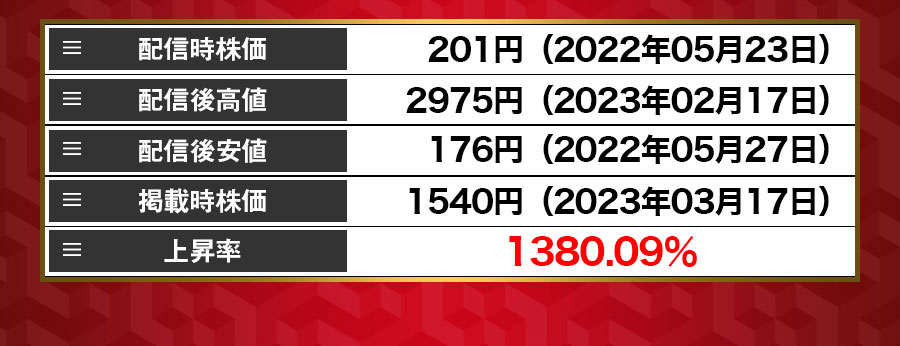 配信時株価 201円（2022年05月23日）
配信後高値 2975円（2023年02月17日）
配信後安値 176円（2022年05月27日）
掲載時株価 1540円（2023年03月17日）
上昇率 1380.09%